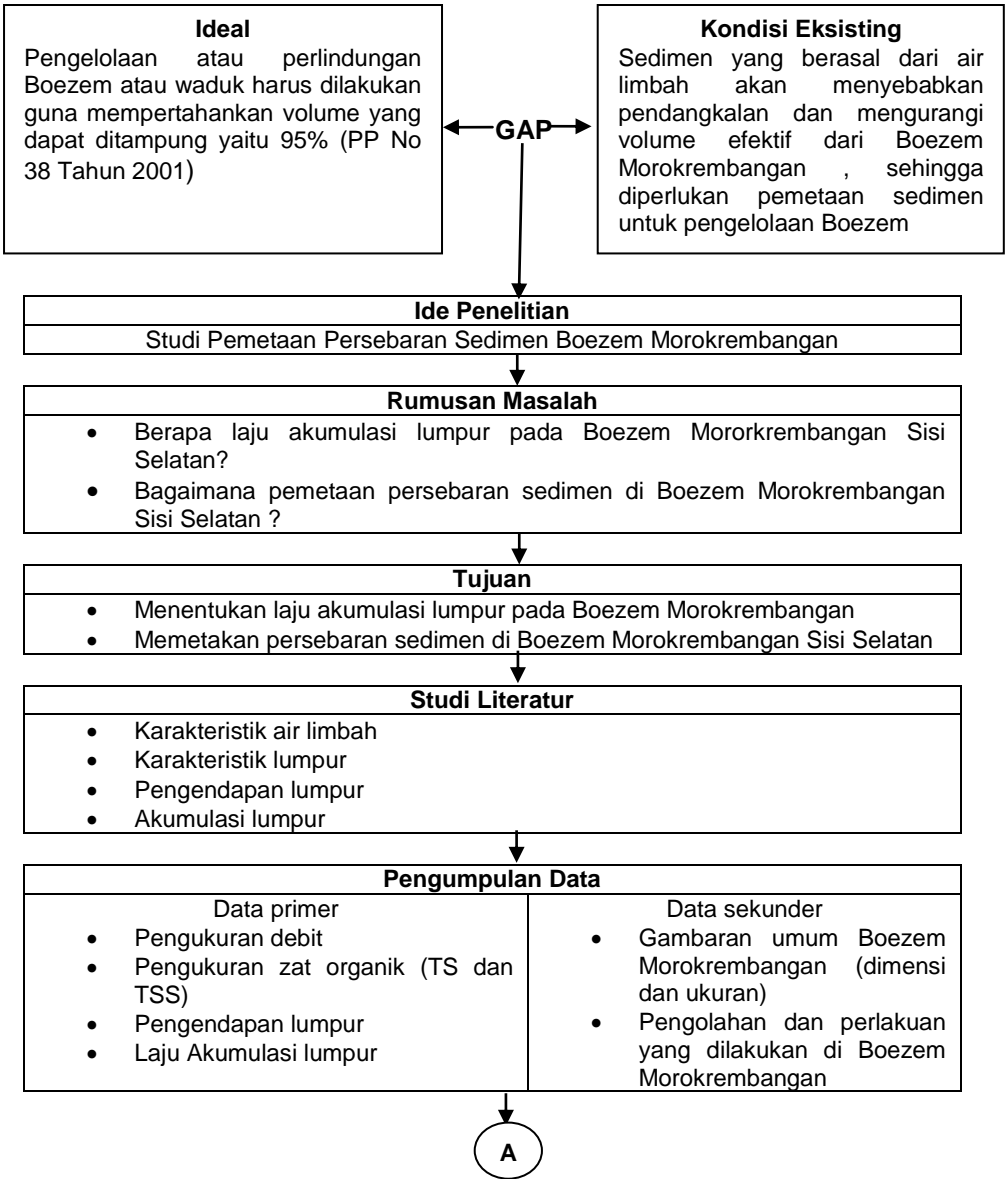 Ideal
Pengelolaan atau perlindungan
Boezem atau waduk harus dilakukan
guna mempertahankan volume yang
dapat ditampung yaitu 95% (PP No
38 Tahun 2001)
GAP
Kondisi Eksisting
Sedimen yang berasal dari air
limbah akan menyebabkan
pendangkalan dan mengurangi
volume efektif dari Boezem
Morokrembangan , sehingga
diperlukan pemetaan sedimen
untuk pengelolaan Boezem
Ide Penelitian
Studi Pemetaan Persebaran Sedimen Boezem Morokrembangan
Rumusan Masalah
• Berapa laju akumulasi lumpur pada Boezem Mororkrembangan Sisi
Selatan?
• Bagaimana pemetaan persebaran sedimen di Boezem Morokrembangan
Sisi Selatan ?
Tujuan
• Menentukan laju akumulasi lumpur pada Boezem Morokrembangan
• Memetakan persebaran sedimen di Boezem Morokrembangan Sisi Selatan
Studi Literatur
• Karakteristik air limbah
• Karakteristik lumpur
• Pengendapan lumpur
• Akumulasi lumpur
Pengumpulan Data
Data primer
• Pengukuran debit
• Pengukuran zat organik (TS dan
TSS)
• Pengendapan lumpur
• Laju Akumulasi lumpur
Data sekunder
• Gambaran umum Boezem
Morokrembangan (dimensi
dan ukuran)
• Pengolahan dan perlakuan
yang dilakukan di Boezem
Morokrembangan
A